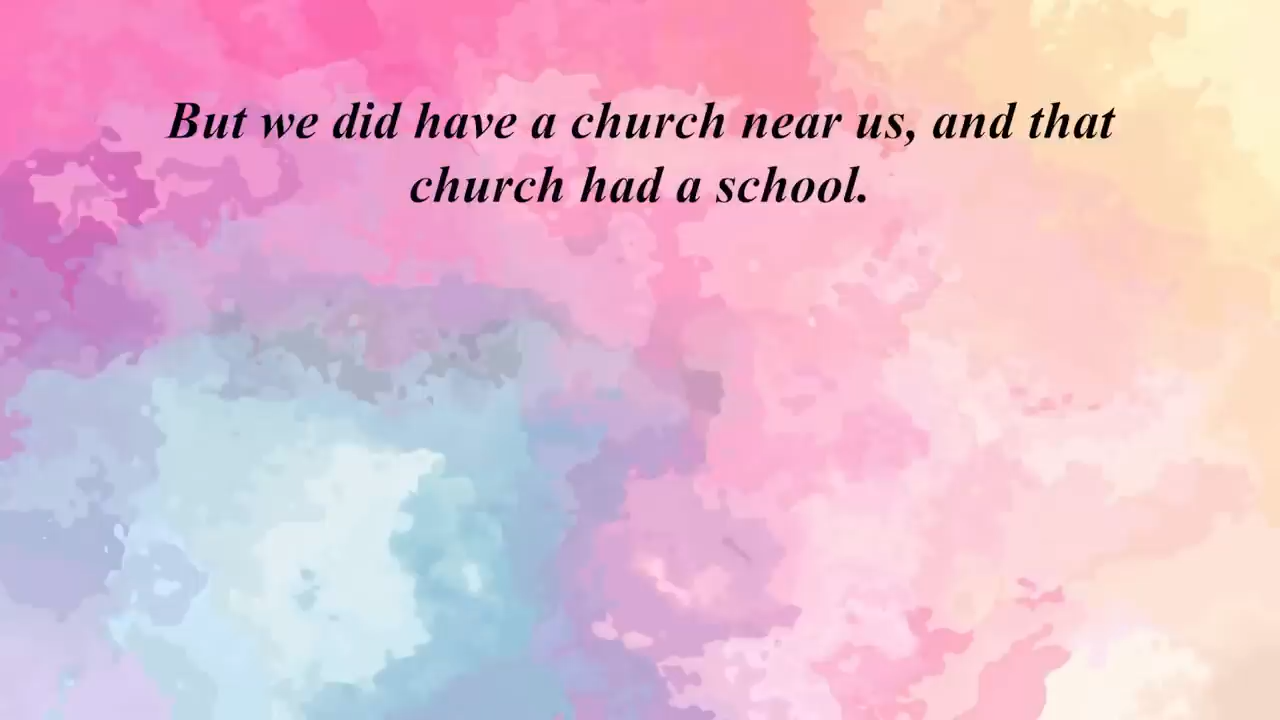 But we did have a church near us, and that
church had a school.